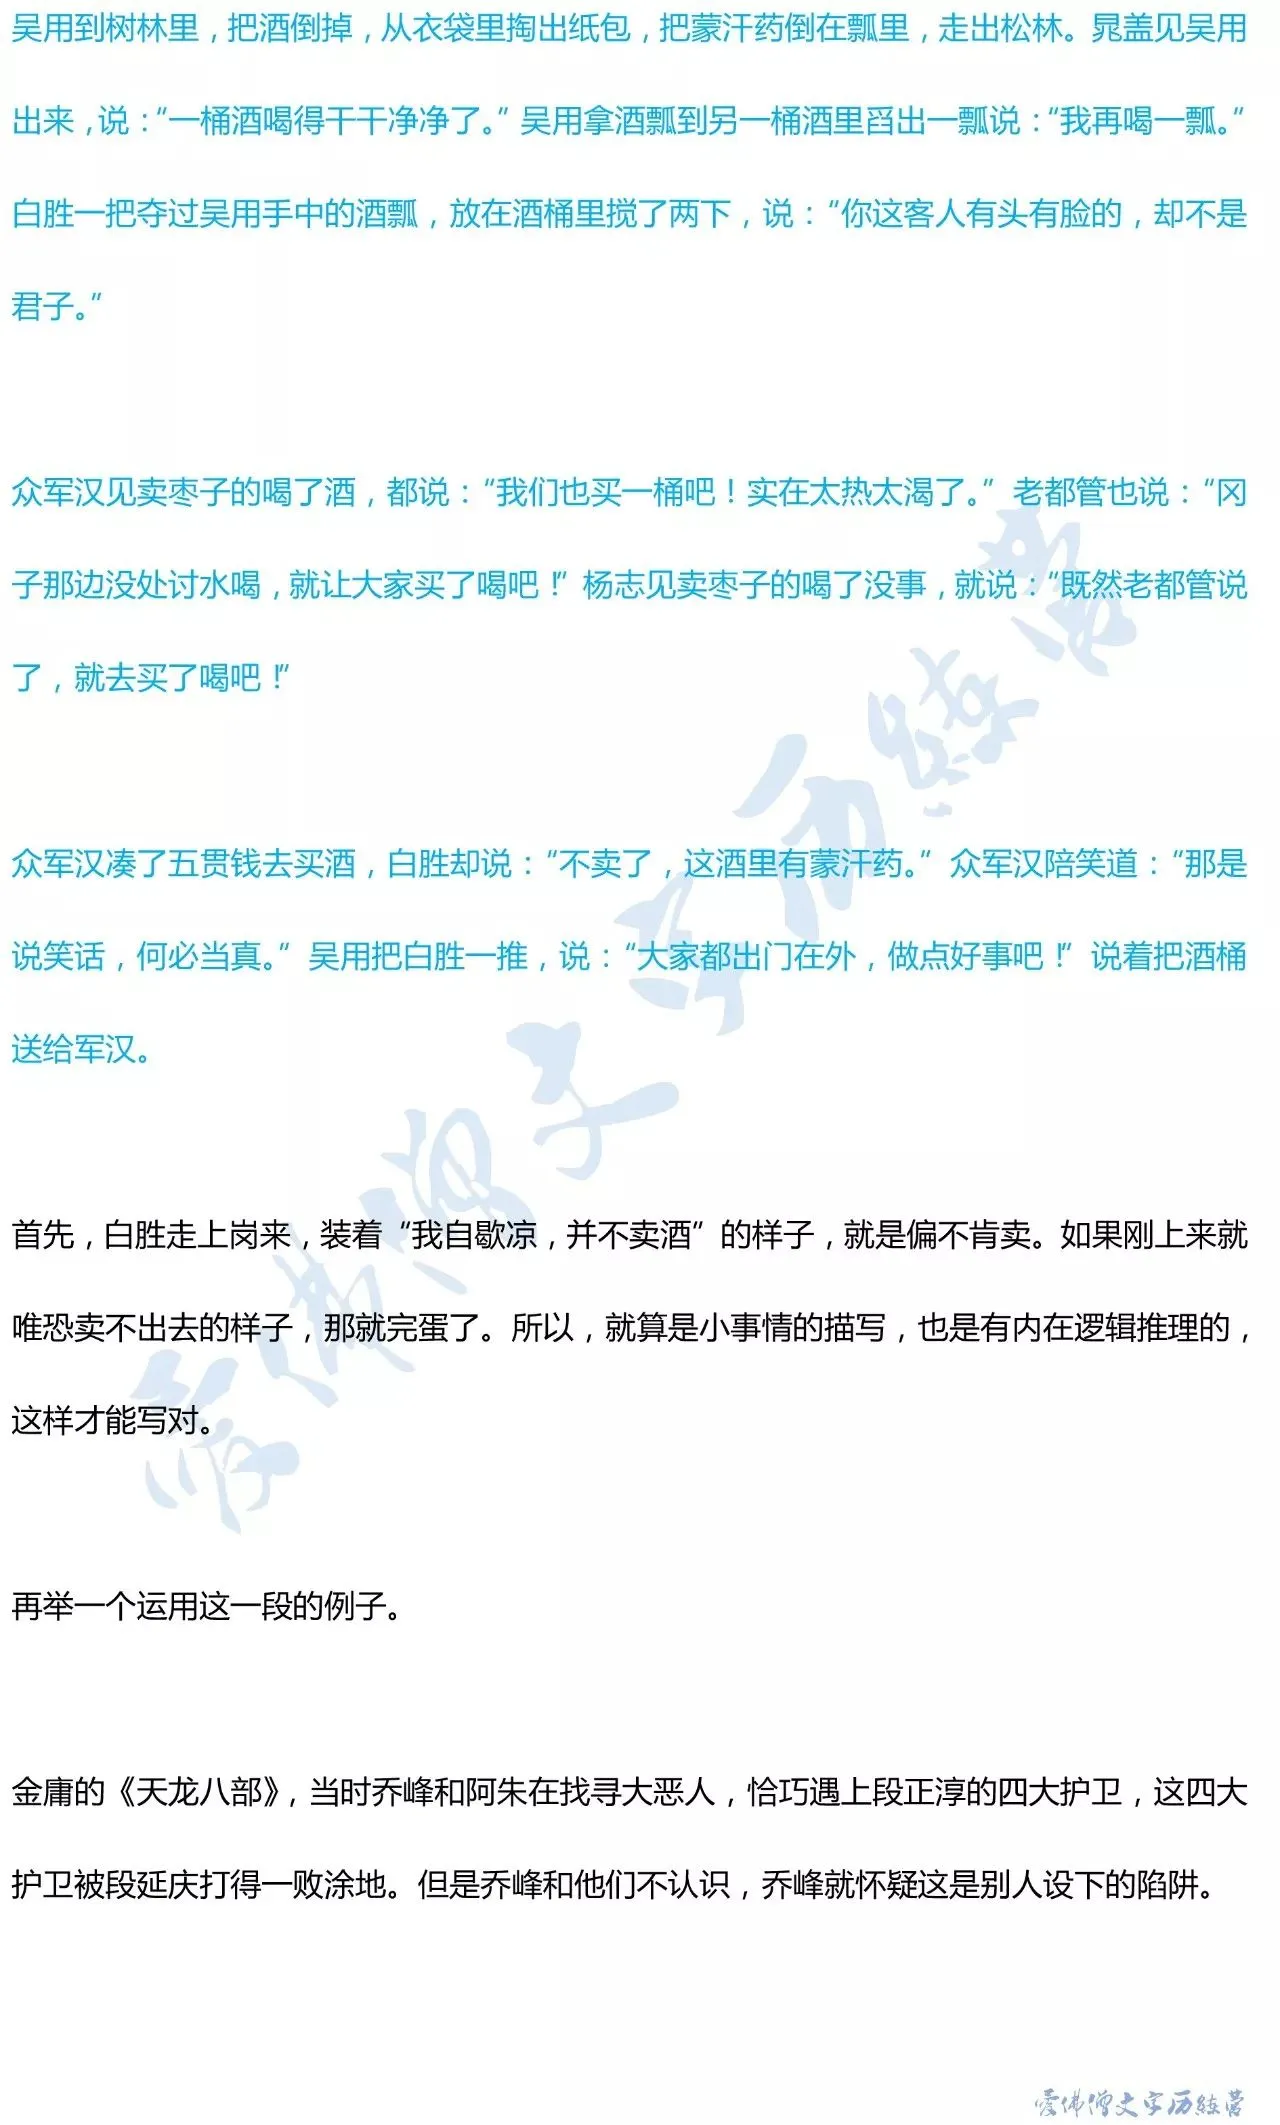 吴用到树林里，把酒倒掉，从衣袋里掏出纸包，把蒙汗药倒在瓢里，走出松林。晁盖见吴用
出来，说：“一桶酒喝得干干净净了。”吴用拿酒瓢到另一桶酒里舀出一瓢说：“我再喝一瓢。”
白胜一把夺过吴用手中的酒瓢，放在酒桶里搅了两下，说：“你这客人有头有脸的，却不是
君子。”
众军汉见卖枣子的喝了酒，都说：“我们也买一桶吧！实在太热太渴了。”老都管也说：“冈
子那边没处讨水喝，就让大家买了喝吧！”杨志见卖枣子的喝了没事，就说：“既然老都管说
了，就去买了喝吧！”
众军汉凑了五贯钱去买酒，白胜却说：“不卖了，这酒里有蒙汗药。”众军汉陪笑道：“那是
说笑话，何必当真。”吴用把白胜一推，说：“大家都出门在外，做点好事吧！”说着把酒桶
送给军汉。
首先，白胜走上岗来，装着“我自歇凉，并不卖酒”的样子，就是偏不肯卖。如果刚上来就
唯恐卖不出去的样子，那就完蛋了。所以，就算是小事情的描写，也是有内在逻辑推理的，
这样才能写对。
再举一个运用这一段的例子。
金庸的《天龙八部》，当时乔峰和阿朱在找寻大恶人，恰巧遇上段正淳的四大护卫，这四大
护卫被段延庆打得一败涂地。但是乔峰和他们不认识，乔峰就怀疑这是别人设下的陷阱。
爱佛僧文字历练营